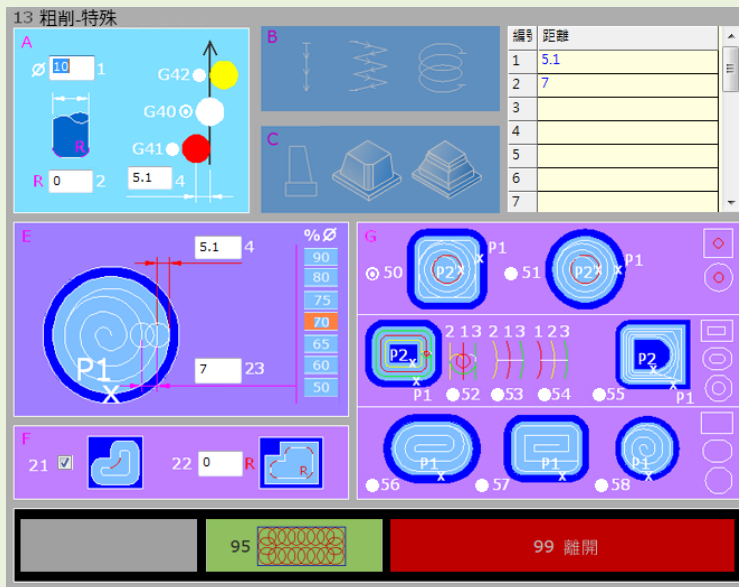 13 粗削-特殊
A
Ø 10 1
G42
G40
G41
R
R 0 2
5.1 4
B
C
編號 距離
1 5.1
2 7
3
4
5
6
7
E
5.1 4
7 23
P1
%Ø
90
80
75
70
65
60
50
F
21
22 0 R
R
G
50 P2 P1
51 P2 P1
P2 P1
2 1 3 2 1 3 1 2 3
52 53 54 55
P2 P1
P1 P1 P1
56 57 58
95
99 離開